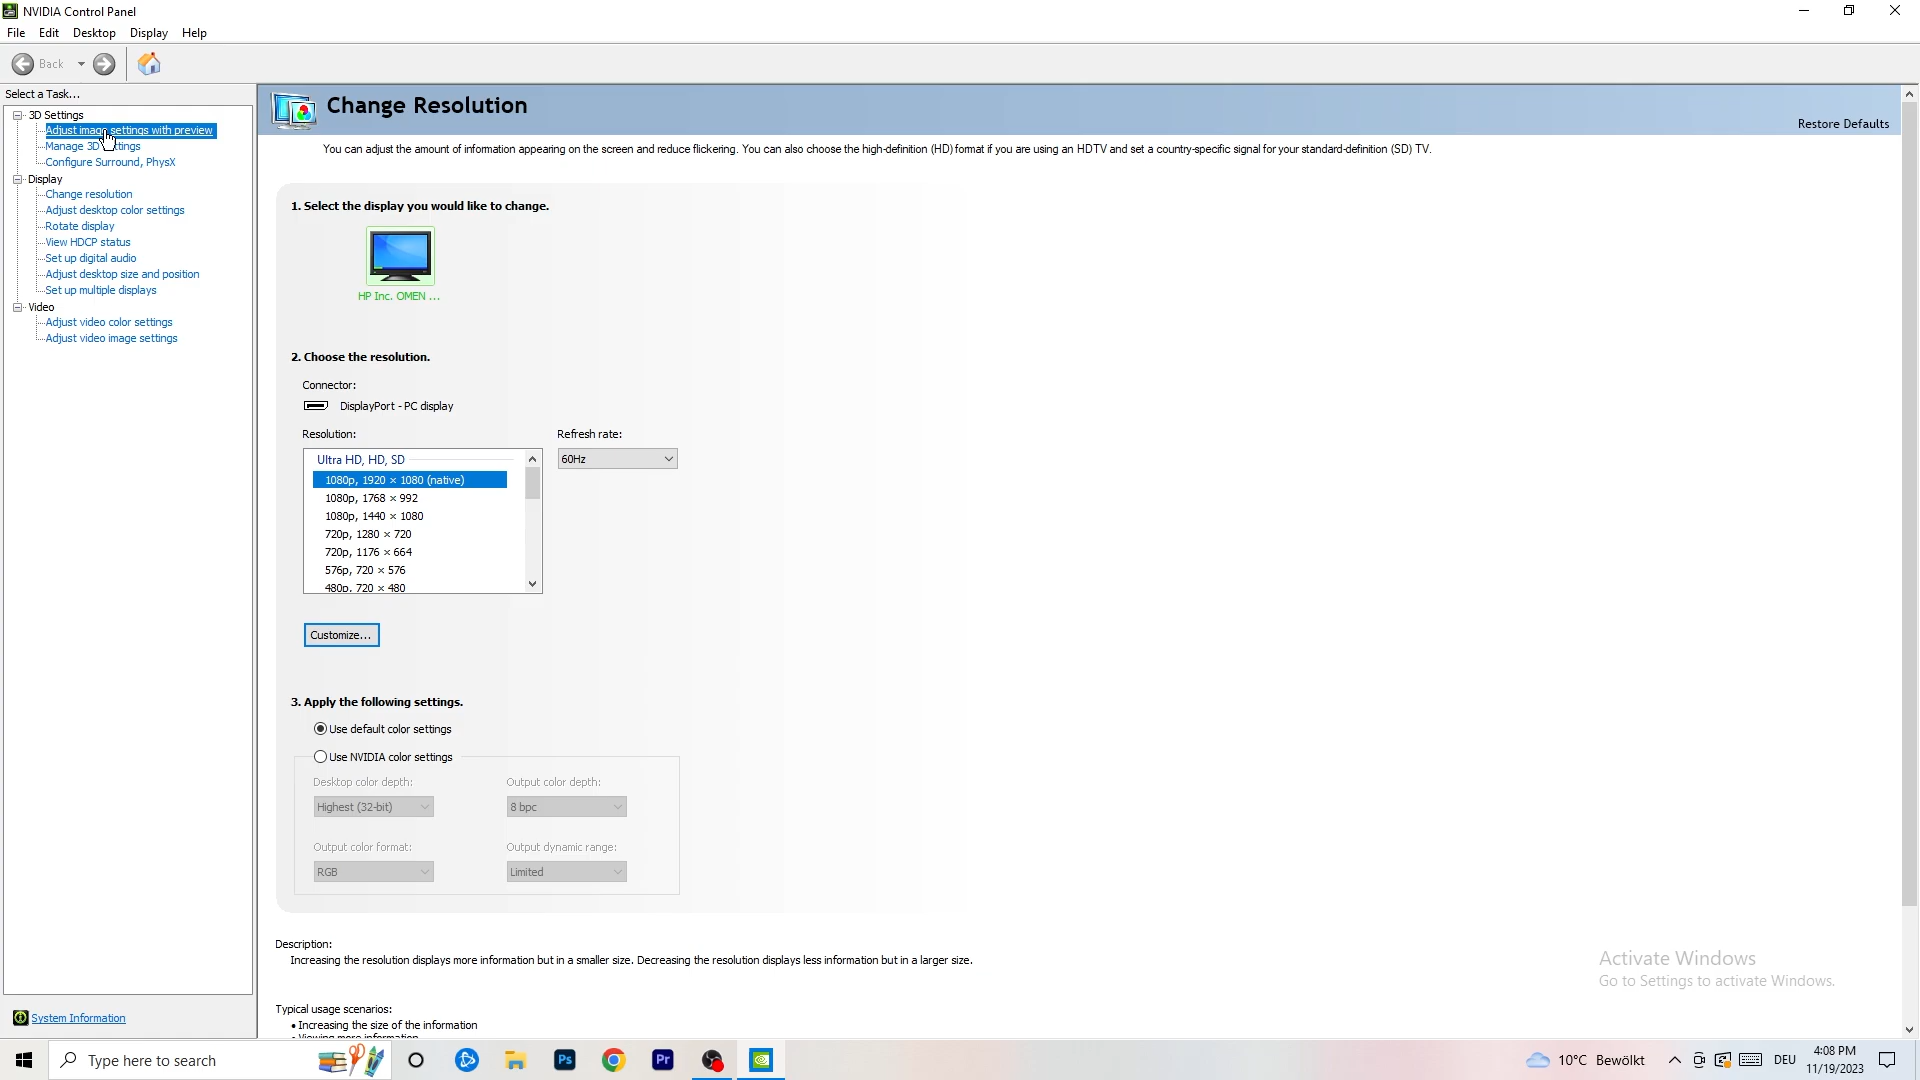 NVIDIA Control Panel
File Edit Desktop Display Help
Back
Select a Task...
3D Settings
Adjust image settings with preview
Manage 3D Settings
Configure Surround, PhysX
Display
Change resolution
Adjust desktop color settings
Rotate display
View HDCP status
Set up digital audio
Adjust desktop size and position
Set up multiple displays
Video
Adjust video color settings
Adjust video image settings
System Information
Change Resolution
Restore Defaults
You can adjust the amount of information appearing on the screen and reduce flickering. You can also choose the high-definition (HD) format if you are using an HDTV and set a country-specific signal for your standard-definition (SD) TV.
1. Select the display you would like to change.
HP Inc. OMEN ...
2. Choose the resolution.
Connector:
DisplayPort - PC display
Resolution:
Refresh rate:
Ultra HD, HD, SD
60Hz
1080p, 1920 × 1080 (native)
1080p, 1768 × 992
1080p, 1440 × 1080
720p, 1280 × 720
720p, 1176 × 664
576p, 720 × 576
480p, 720 × 480
Customize...
3. Apply the following settings.
Use default color settings
Use NVIDIA color settings
Desktop color depth:
Output color depth:
Highest (32-bit)
8 bpc
Output color format:
Output dynamic range:
RGB
Limited
Description:
Increasing the resolution displays more information but in a smaller size. Decreasing the resolution displays less information but in a larger size.
Typical usage scenarios:
• Increasing the size of the information
• Viewing more information
Activate Windows
Go to Settings to activate Windows.
Type here to search
Ps
Pr
10°C Bewölkt
DEU
4:08 PM
11/19/2023